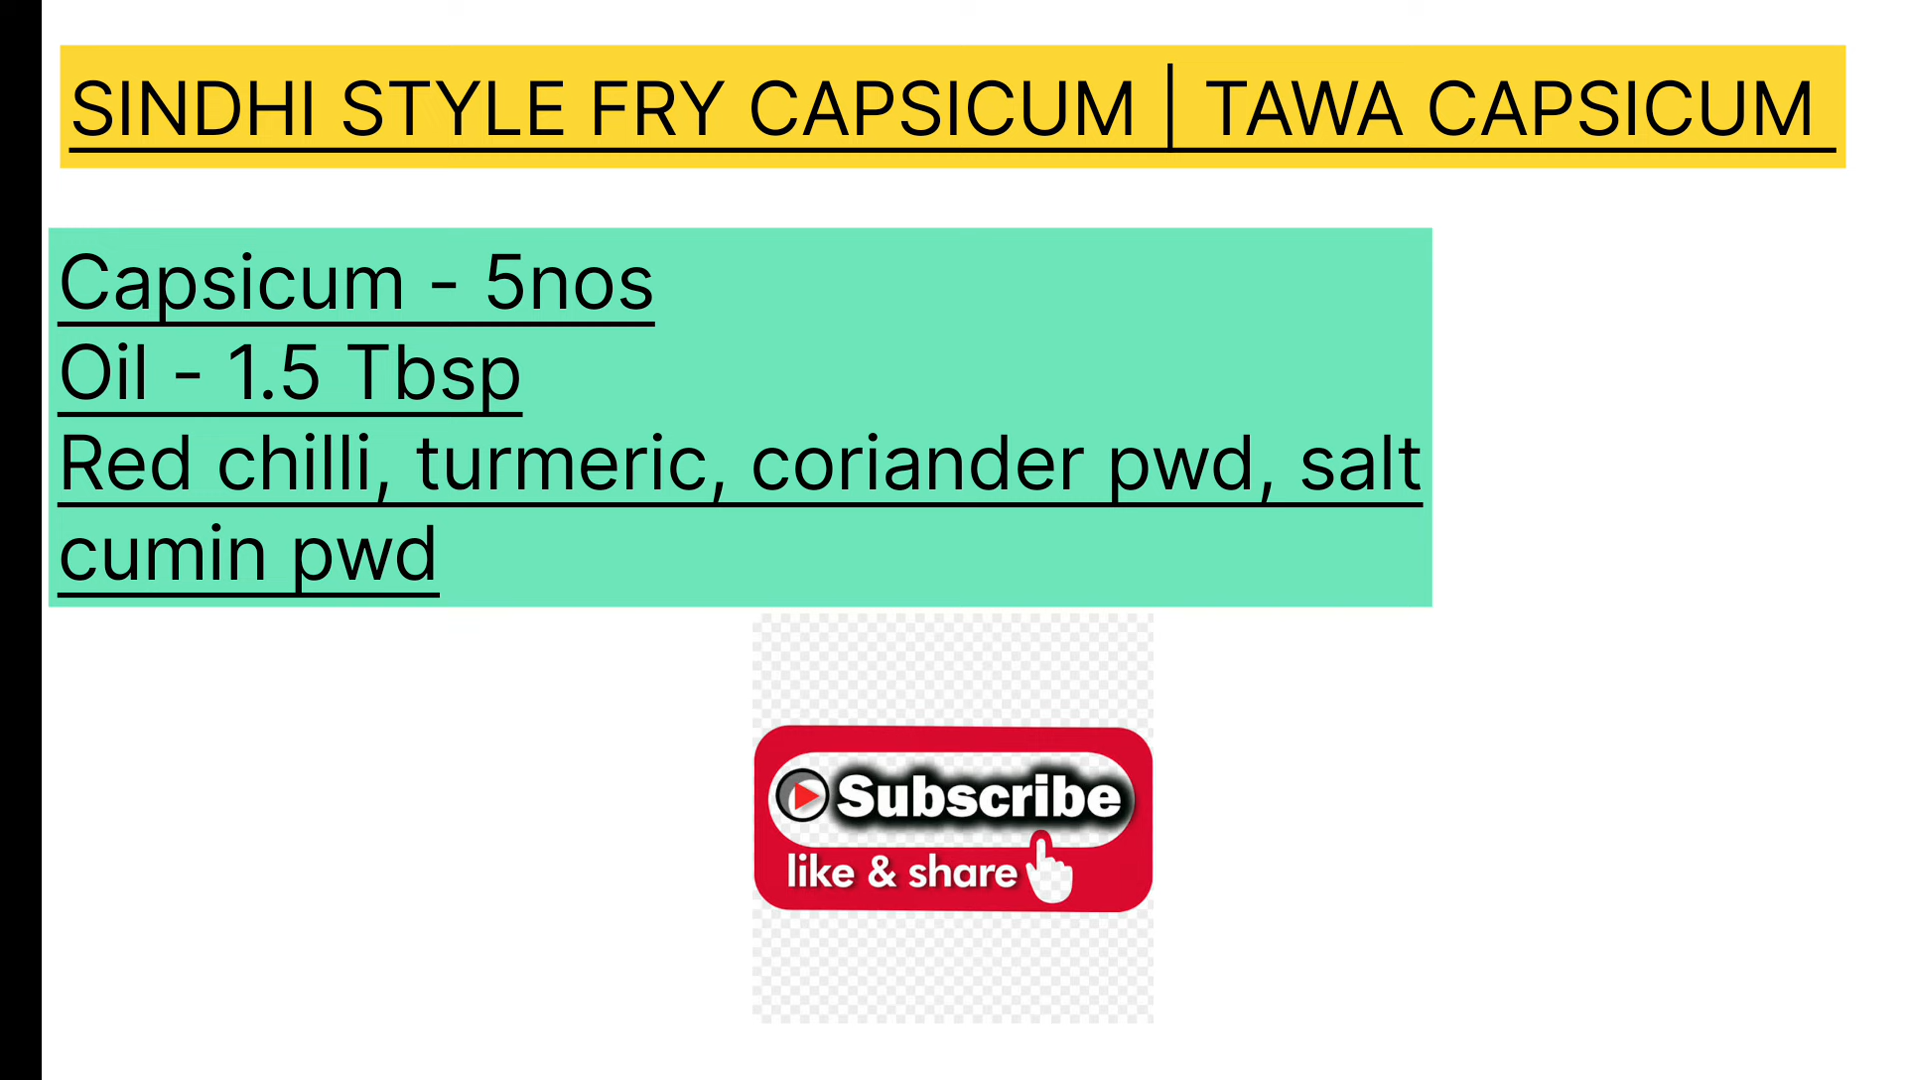 SINDHI STYLE FRY CAPSICUM | TAWA CAPSICUM
Capsicum - 5nos
Oil - 1.5 Tbsp
Red chilli, turmeric, coriander pwd, salt
cumin pwd
Subscribe
like & share